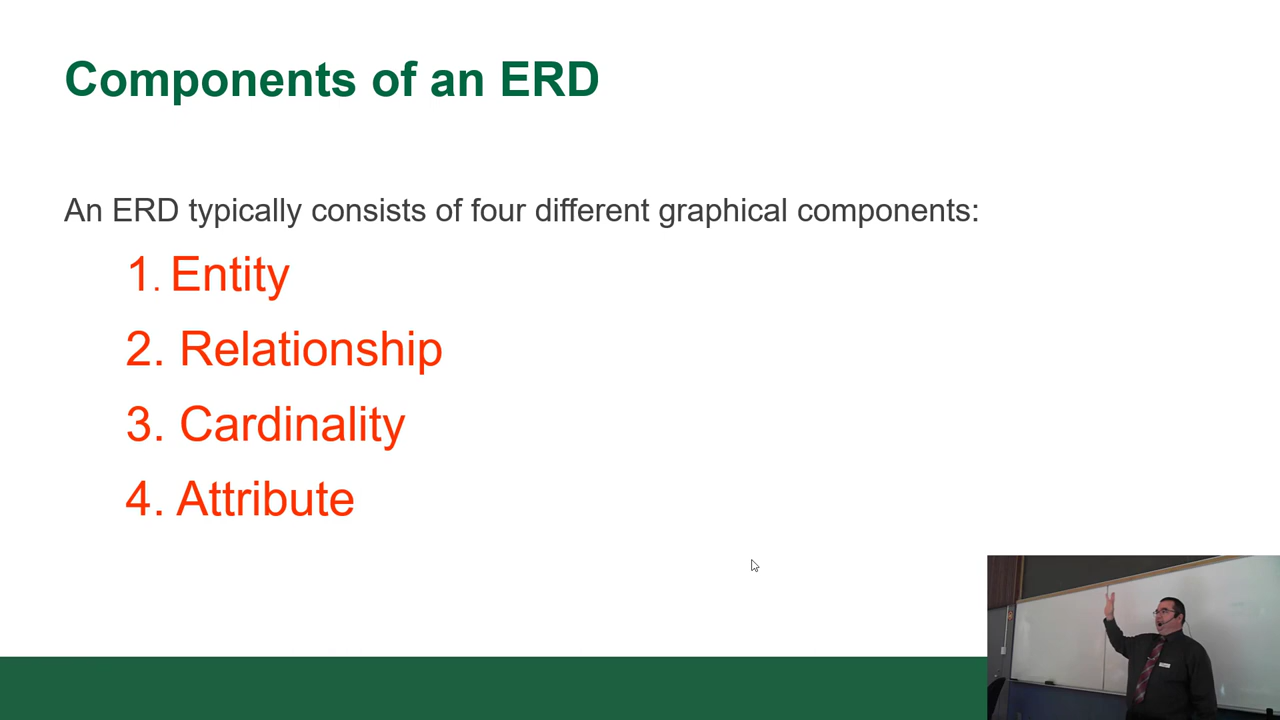 Components of an ERD
An ERD typically consists of four different graphical components:
1. Entity
2. Relationship
3. Cardinality
4. Attribute